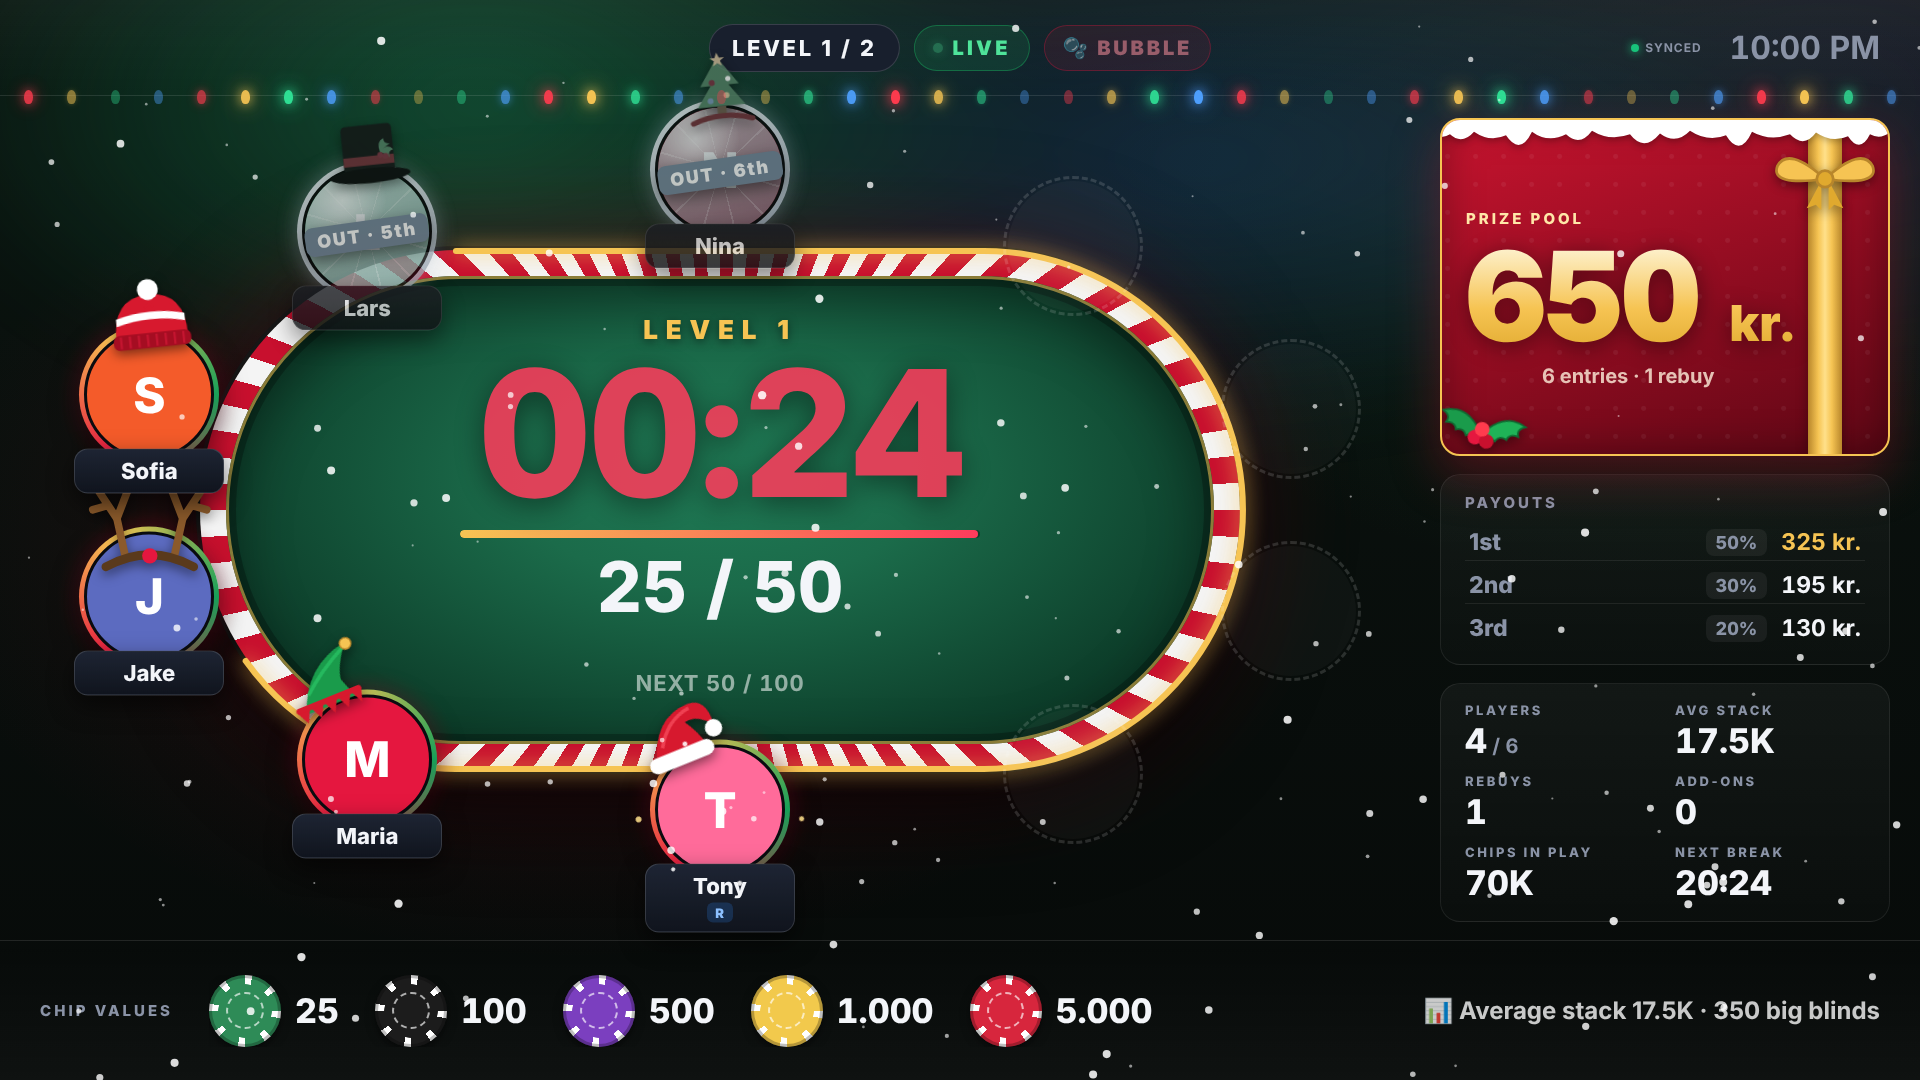 LEVEL 1 / 2
LIVE
BUBBLE
SYNCED
10:00 PM
OUT · 6th
Nina
OUT · 5th
Lars
S
Sofia
J
Jake
M
Maria
T
Tony
R
LEVEL 1
00:24
25 / 50
NEXT 50 / 100
PRIZE POOL
650 kr.
6 entries · 1 rebuy
PAYOUTS
1st 50% 325 kr.
2nd 30% 195 kr.
3rd 20% 130 kr.
PLAYERS
4 / 6
AVG STACK
17.5K
REBUYS
1
ADD-ONS
0
CHIPS IN PLAY
70K
NEXT BREAK
20:24
CHIP VALUES
25
100
500
1.000
5.000
Average stack 17.5K · 350 big blinds